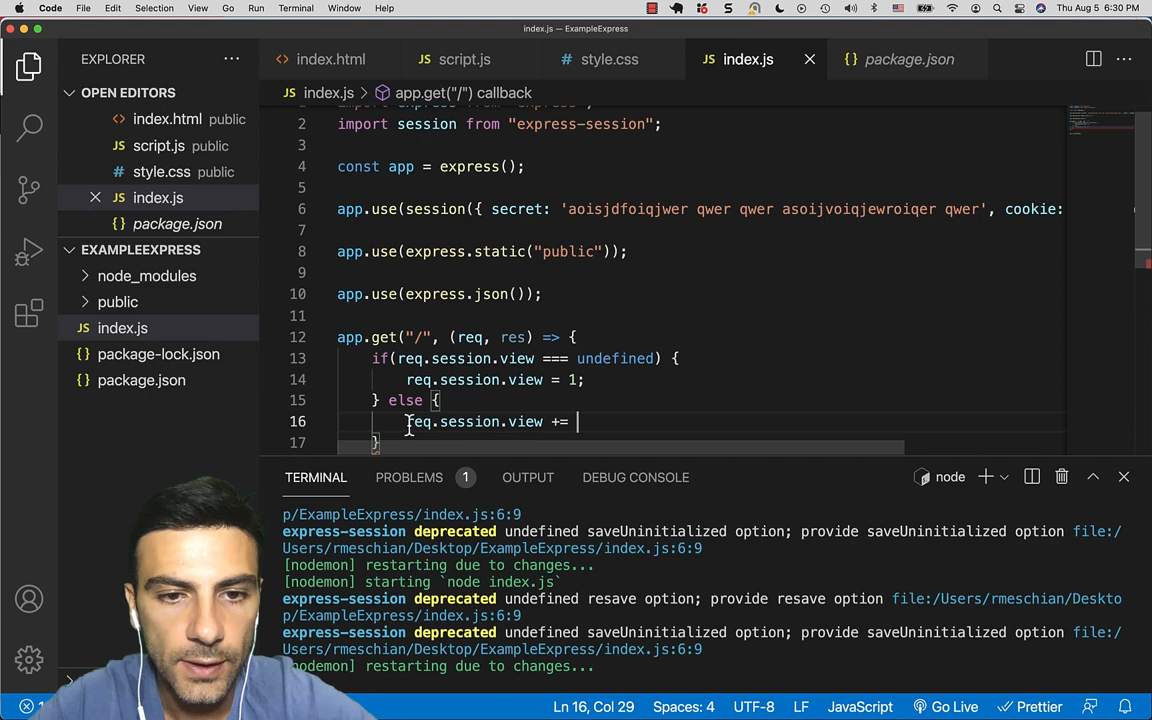 Code File Edit Selection View Go Run Terminal Window Help Thu Aug 5 6:30 PM
index.js — ExampleExpress
EXPLORER
index.html script.js style.css index.js package.json
index.js > app.get("/") callback
OPEN EDITORS
index.html public
script.js public
style.css public
index.js
package.json
EXAMPLEEXPRESS
node_modules
public
index.js
package-lock.json
package.json
2 import session from "express-session";
3
4 const app = express();
5
6 app.use(session({ secret: 'aoisjdfoiqjwer qwer qwer asoijvoiqjewroiqer qwer', cookie:
7
8 app.use(express.static("public"));
9
10 app.use(express.json());
11
12 app.get("/", (req, res) => {
13 if(req.session.view === undefined) {
14 req.session.view = 1;
15 } else {
16 req.session.view +=
17 }
TERMINAL PROBLEMS 1 OUTPUT DEBUG CONSOLE node
p/ExampleExpress/index.js:6:9
express-session deprecated undefined saveUninitialized option; provide saveUninitialized option file:/
Users/rmeschian/Desktop/ExampleExpress/index.js:6:9
[nodemon] restarting due to changes...
[nodemon] starting `node index.js`
express-session deprecated undefined resave option; provide resave option file:/Users/rmeschian/Deskto
p/ExampleExpress/index.js:6:9
express-session deprecated undefined saveUninitialized option; provide saveUninitialized option file:/
Users/rmeschian/Desktop/ExampleExpress/index.js:6:9
[nodemon] restarting due to changes...
Ln 16, Col 29 Spaces: 4 UTF-8 LF JavaScript Go Live Prettier